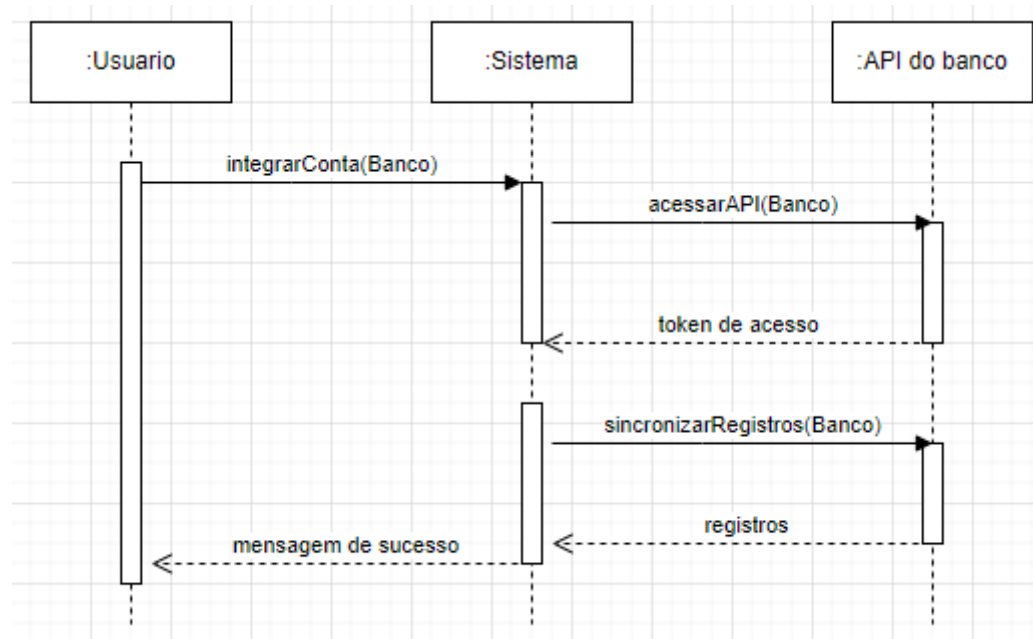 :Usuario
:Sistema
:API do banco
integrarConta(Banco)
acessarAPI(Banco)
token de acesso
sincronizarRegistros(Banco)
registros
mensagem de sucesso